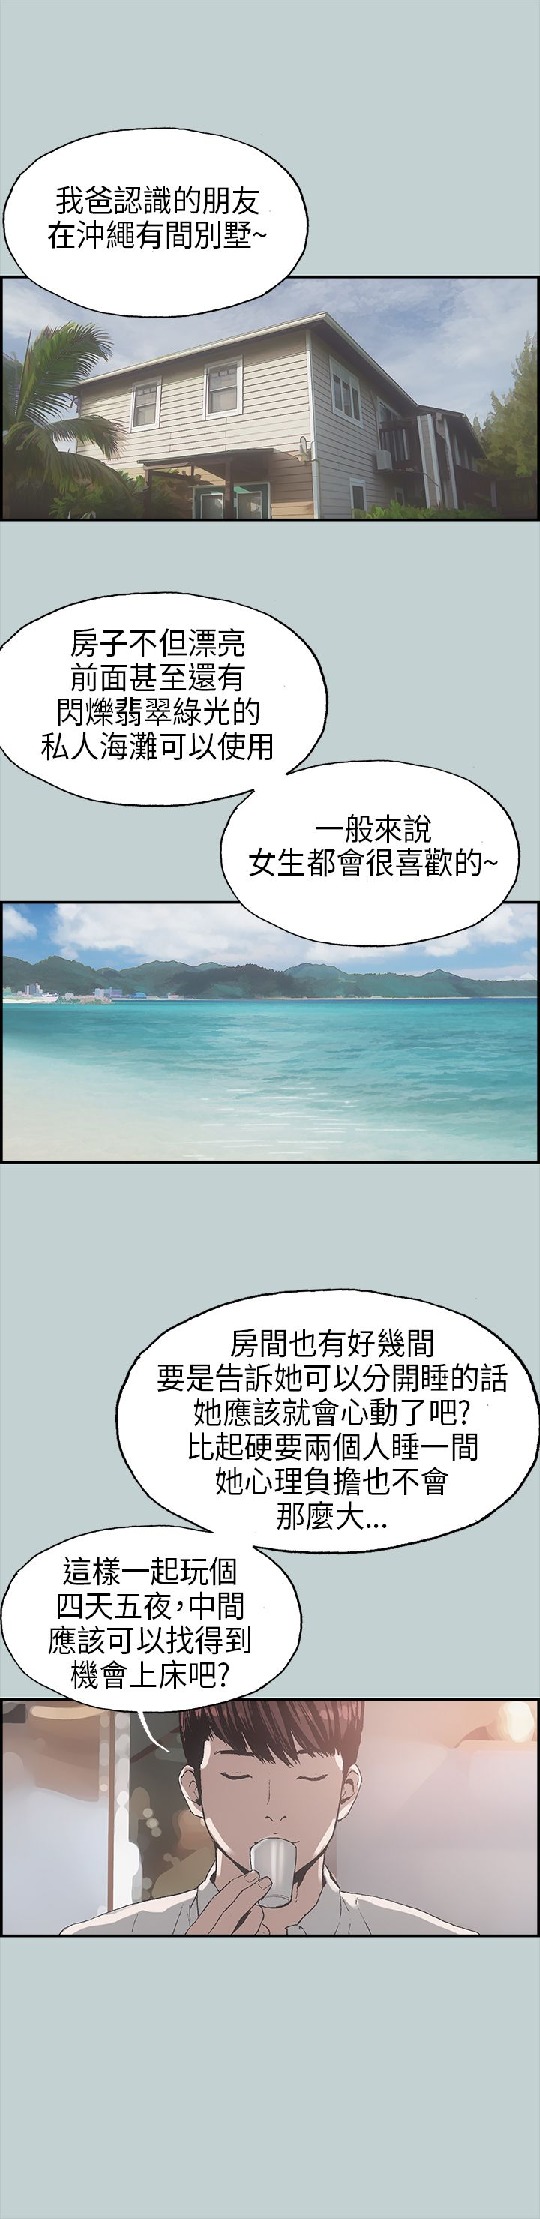 我爸認識的朋友
在沖繩有間別墅~
房子不但漂亮
前面甚至還有
閃爍翡翠綠光的
私人海灘可以使用
一般來說
女生都會很喜歡的~
房間也有好幾間
要是告訴她可以分開睡的話
她應該就會心動了吧?
比起硬要兩個人睡一間
她心理負擔也不會
那麼大...
這樣一起玩個
四天五夜,中間
應該可以找得到
機會上床吧?